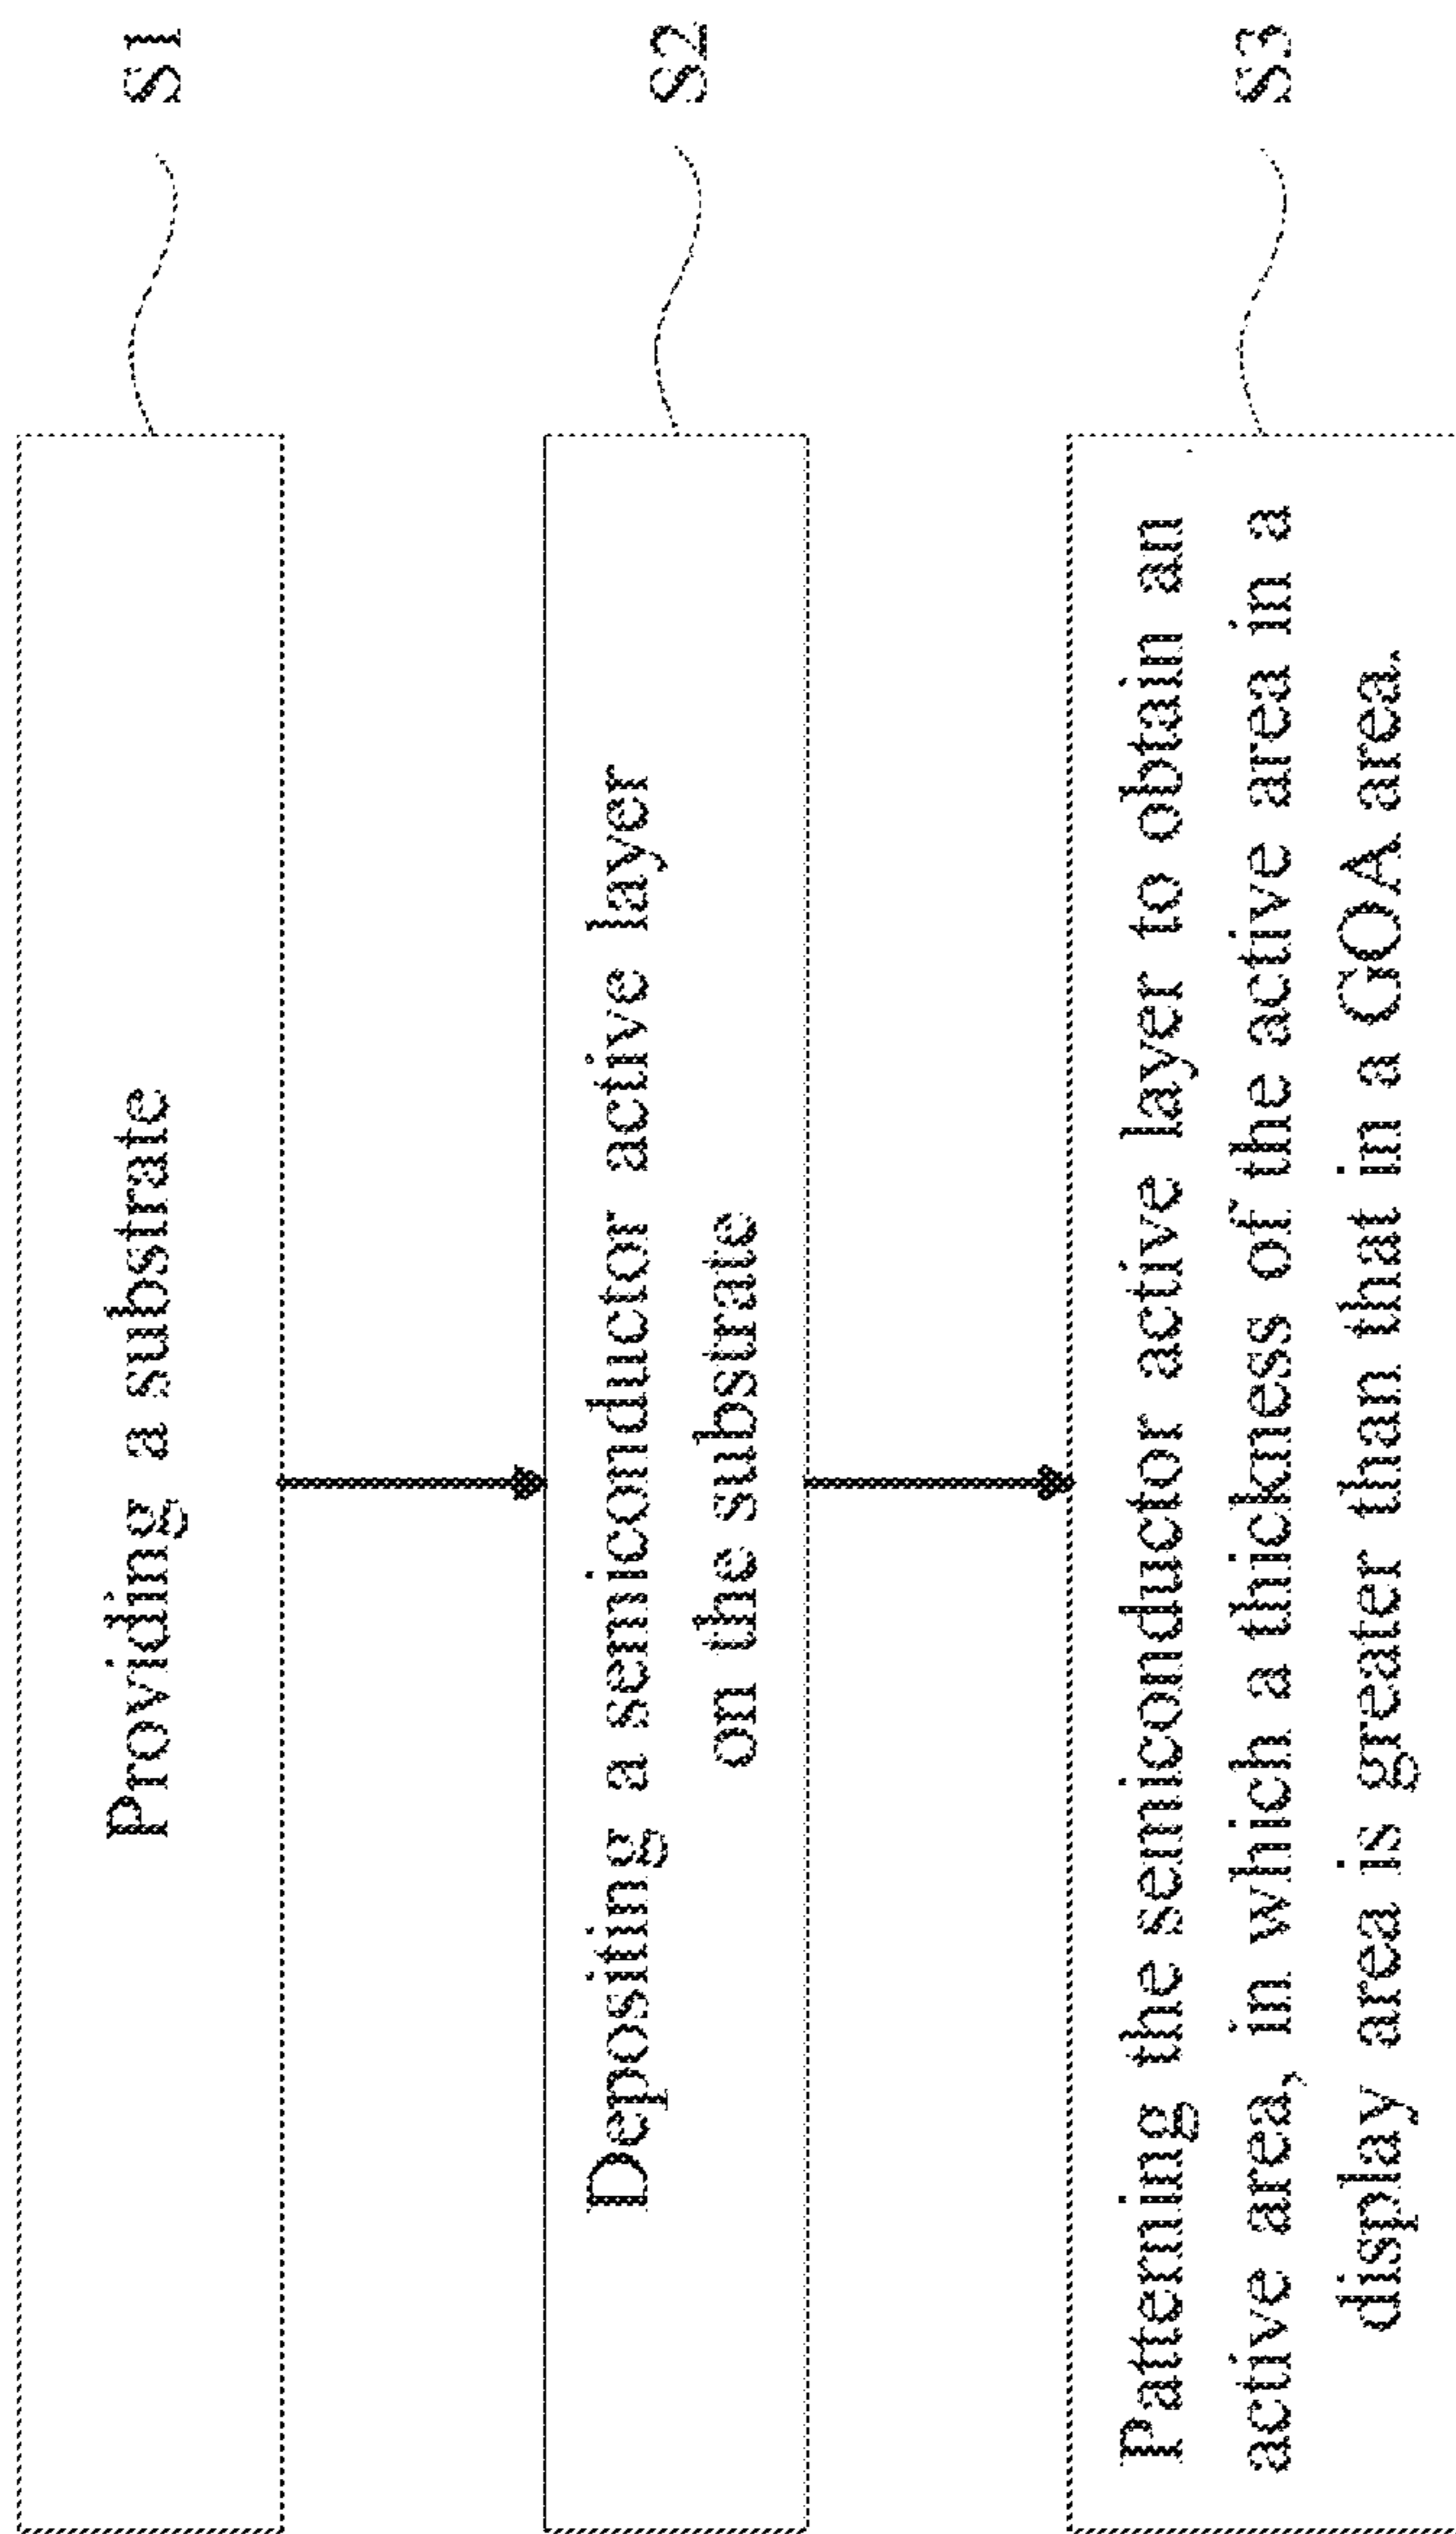 Providing a substrate
S1
Depositing a semiconductor active layer
on the substrate
S2
Patterning the semiconductor active layer to obtain an
active area, in which a thickness of the active area in a
display area is greater than that in a GOA area.
S3